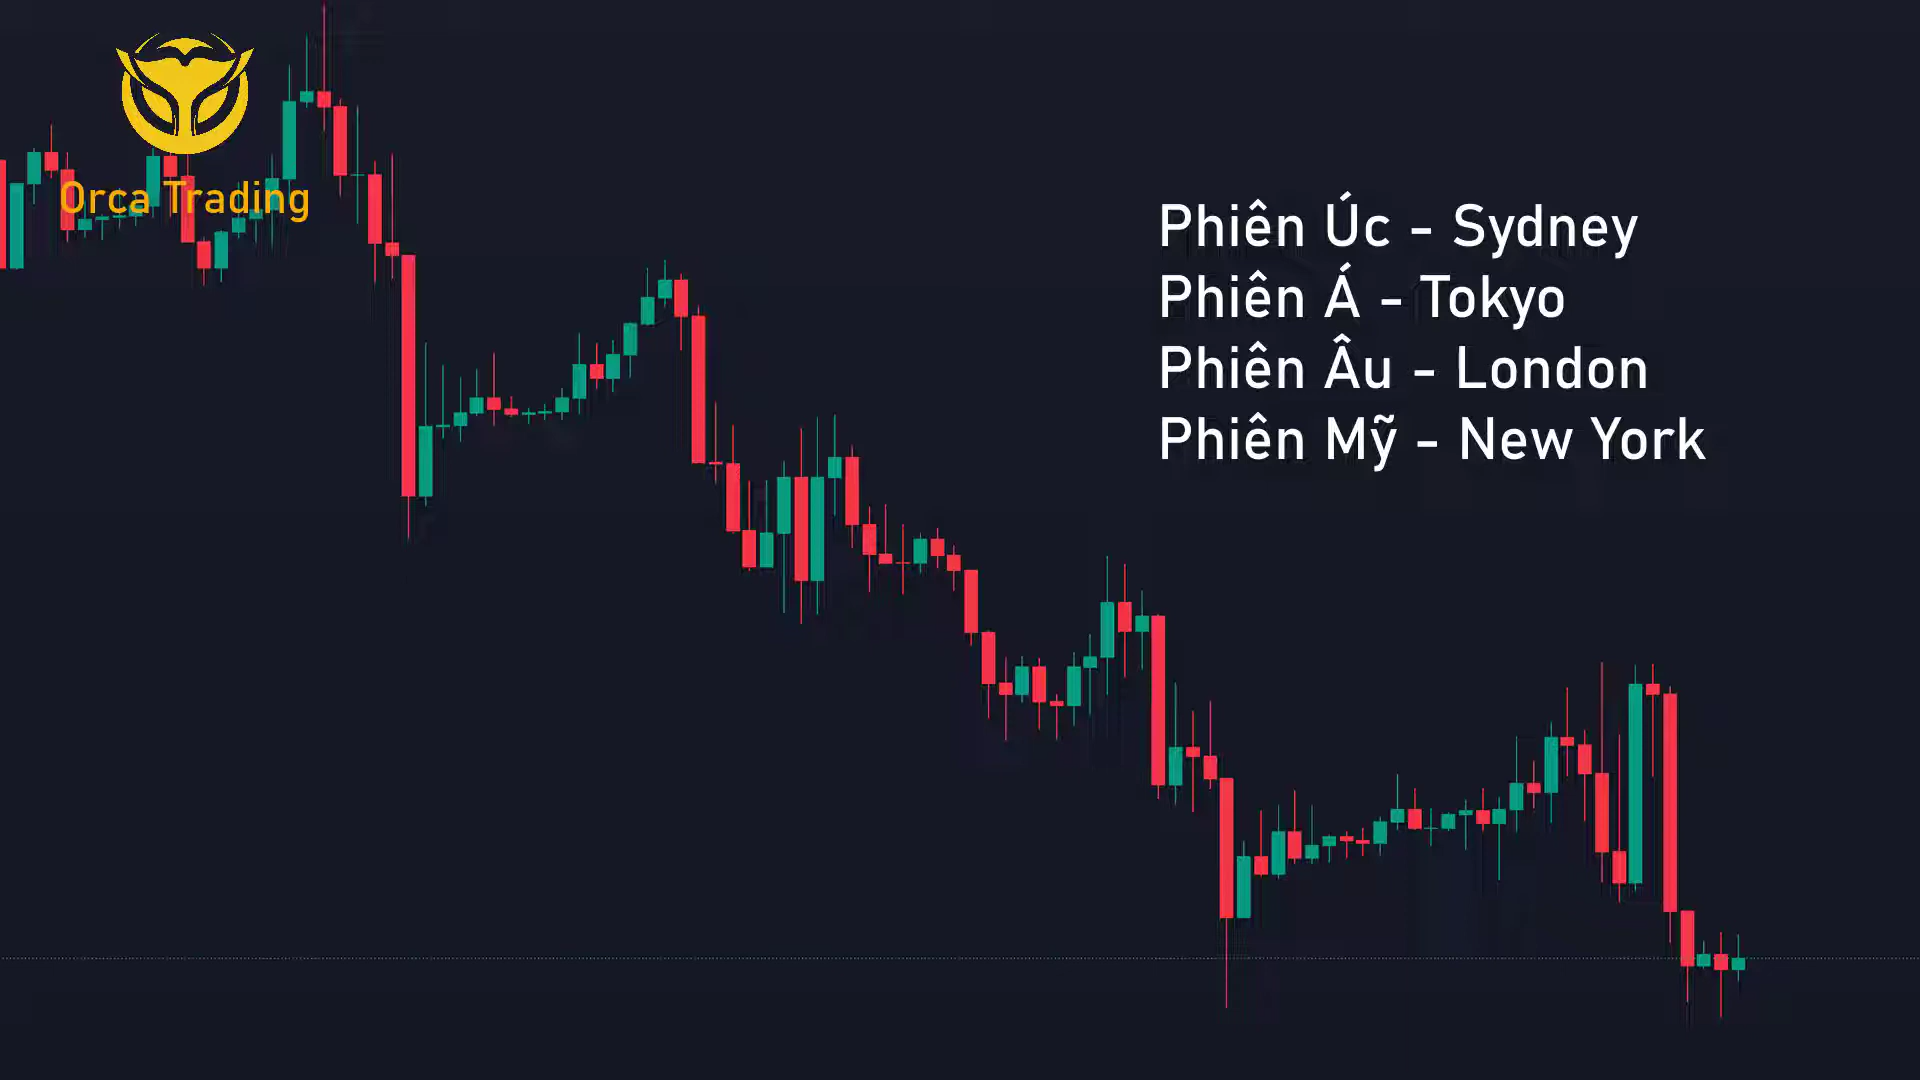 Orca Trading
Phiên Úc - Sydney
Phiên Á - Tokyo
Phiên Âu - London
Phiên Mỹ - New York